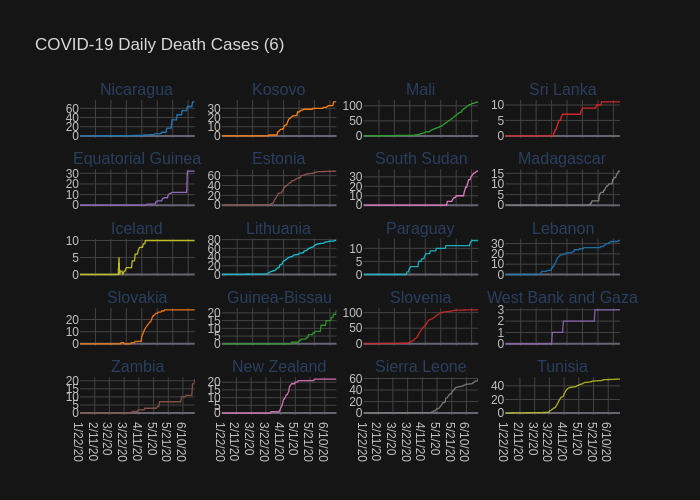 COVID-19 Daily Death Cases (6)
Nicaragua Kosovo Mali Sri Lanka
60 40 20 0 30 20 10 0 100 50 0 10 5 0
Equatorial Guinea Estonia South Sudan Madagascar
30 20 10 0 60 40 20 0 30 20 10 0 15 10 5 0
Iceland Lithuania Paraguay Lebanon
10 5 0 80 60 40 20 0 10 5 0 30 20 10 0
Slovakia Guinea-Bissau Slovenia West Bank and Gaza
20 10 0 20 15 10 5 0 100 50 0 3 2 1 0
Zambia New Zealand Sierra Leone Tunisia
20 15 10 5 0 20 15 10 5 0 60 40 20 0 40 20 0
1/22/20 2/11/20 3/2/20 3/22/20 4/11/20 5/1/20 5/21/20 6/10/20 1/22/20 2/11/20 3/2/20 3/22/20 4/11/20 5/1/20 5/21/20 6/10/20 1/22/20 2/11/20 3/2/20 3/22/20 4/11/20 5/1/20 5/21/20 6/10/20 1/22/20 2/11/20 3/2/20 3/22/20 4/11/20 5/1/20 5/21/20 6/10/20